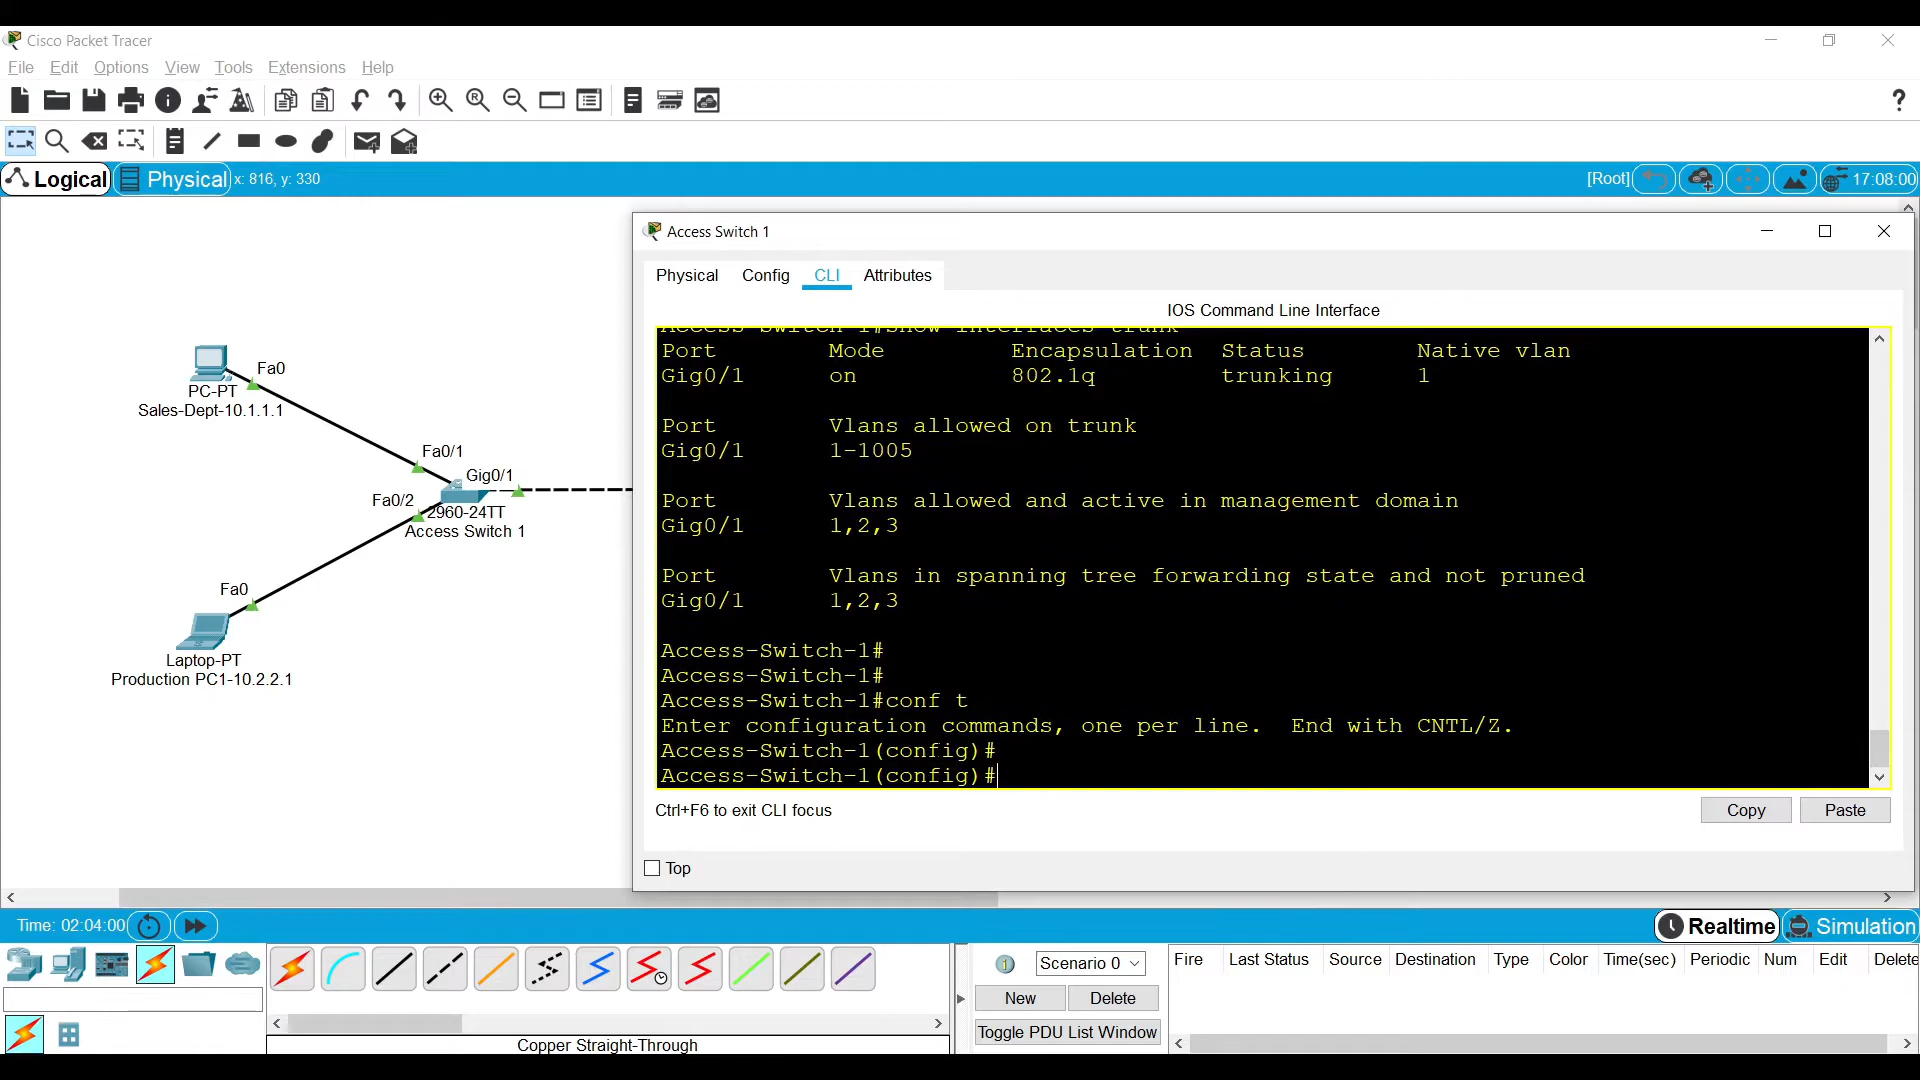 Cisco Packet Tracer
File Edit Options View Tools Extensions Help
?
Logical Physical x: 816, y: 330 [Root] 17:08:00
Access Switch 1
Physical Config CLI Attributes
IOS Command Line Interface
Access-Switch-1#show interfaces trunk
Port Mode Encapsulation Status Native vlan
Gig0/1 on 802.1q trunking 1
Port Vlans allowed on trunk
Gig0/1 1-1005
Port Vlans allowed and active in management domain
Gig0/1 1,2,3
Port Vlans in spanning tree forwarding state and not pruned
Gig0/1 1,2,3
Access-Switch-1#
Access-Switch-1#
Access-Switch-1#conf t
Enter configuration commands, one per line. End with CNTL/Z.
Access-Switch-1(config)#
Access-Switch-1(config)#
Ctrl+F6 to exit CLI focus
Copy Paste
Top
Fa0
PC-PT
Sales-Dept-10.1.1.1
Fa0/1
Gig0/1
Fa0/2
2960-24TT
Access Switch 1
Fa0
Laptop-PT
Production PC1-10.2.2.1
Time: 02:04:00
Realtime Simulation
Scenario 0
New Delete
Toggle PDU List Window
Fire Last Status Source Destination Type Color Time(sec) Periodic Num Edit Delete
Copper Straight-Through